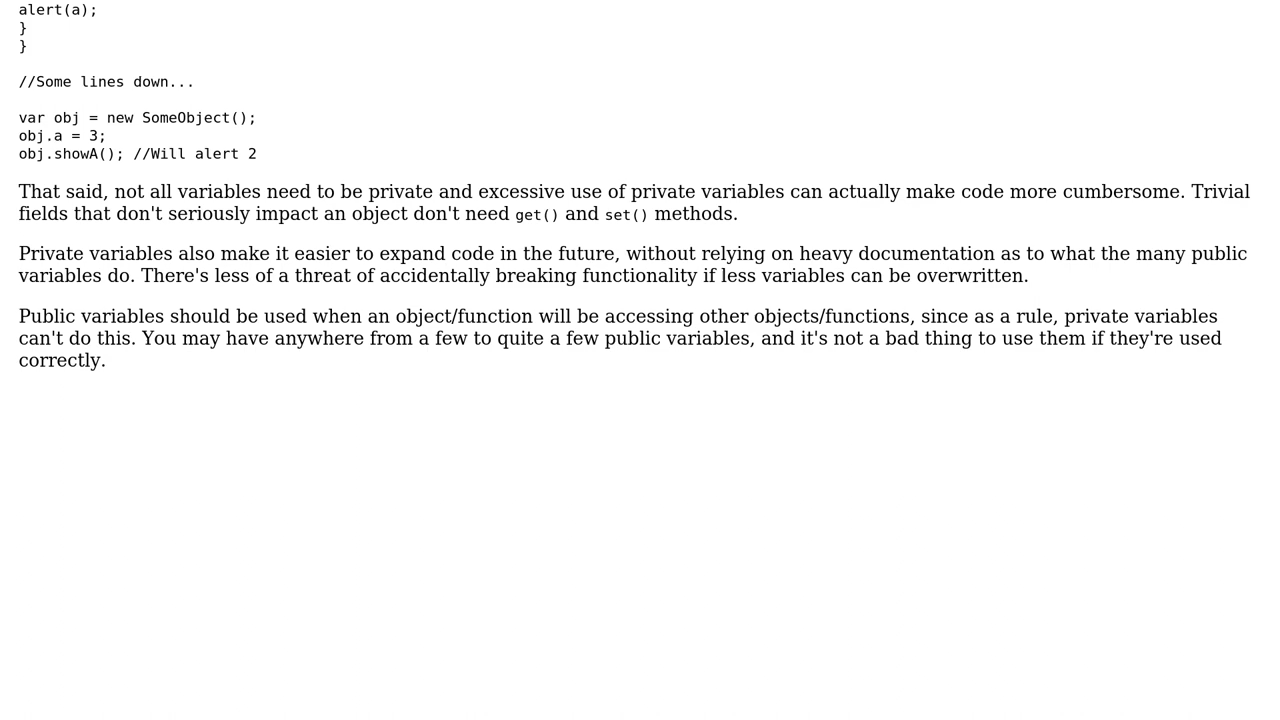 alert(a);
}
}
//Some lines down...
var obj = new SomeObject();
obj.a = 3;
obj.showA(); //Will alert 2
That said, not all variables need to be private and excessive use of private variables can actually make code more cumbersome. Trivial
fields that don't seriously impact an object don't need get() and set() methods.
Private variables also make it easier to expand code in the future, without relying on heavy documentation as to what the many public
variables do. There's less of a threat of accidentally breaking functionality if less variables can be overwritten.
Public variables should be used when an object/function will be accessing other objects/functions, since as a rule, private variables
can't do this. You may have anywhere from a few to quite a few public variables, and it's not a bad thing to use them if they're used
correctly.